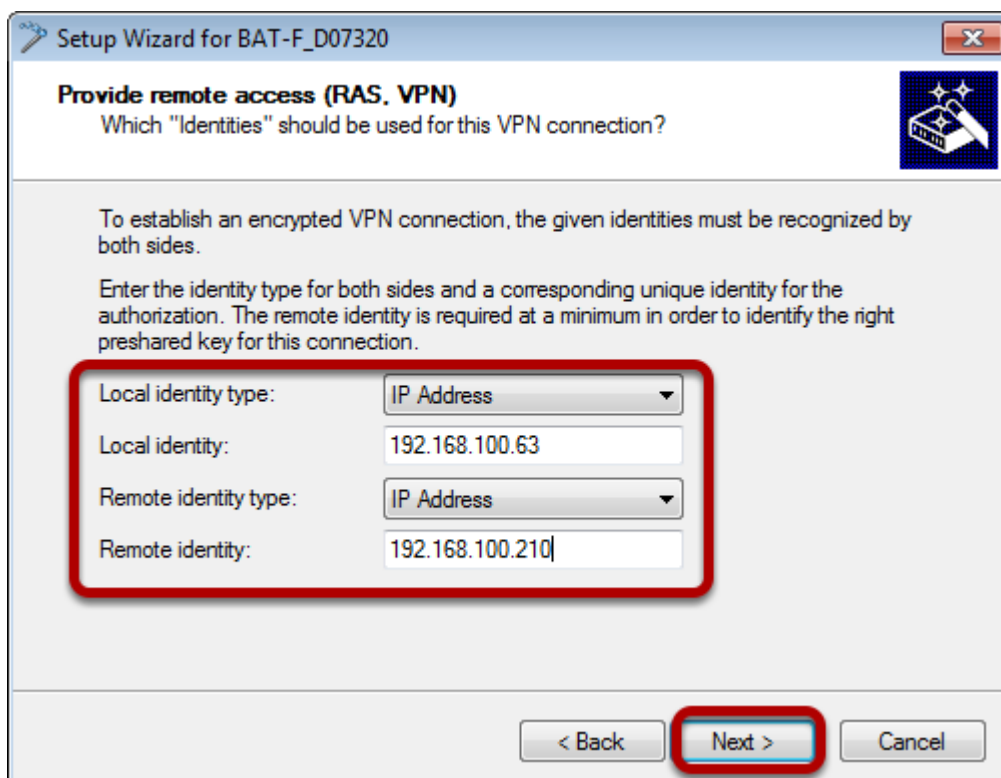 Setup Wizard for BAT-F_D07320
Provide remote access (RAS, VPN)
Which "Identities" should be used for this VPN connection?
To establish an encrypted VPN connection, the given identities must be recognized by
both sides.
Enter the identity type for both sides and a corresponding unique identity for the
authorization. The remote identity is required at a minimum in order to identify the right
preshared key for this connection.
Local identity type: IP Address
Local identity: 192.168.100.63
Remote identity type: IP Address
Remote identity: 192.168.100.210
< Back Next > Cancel